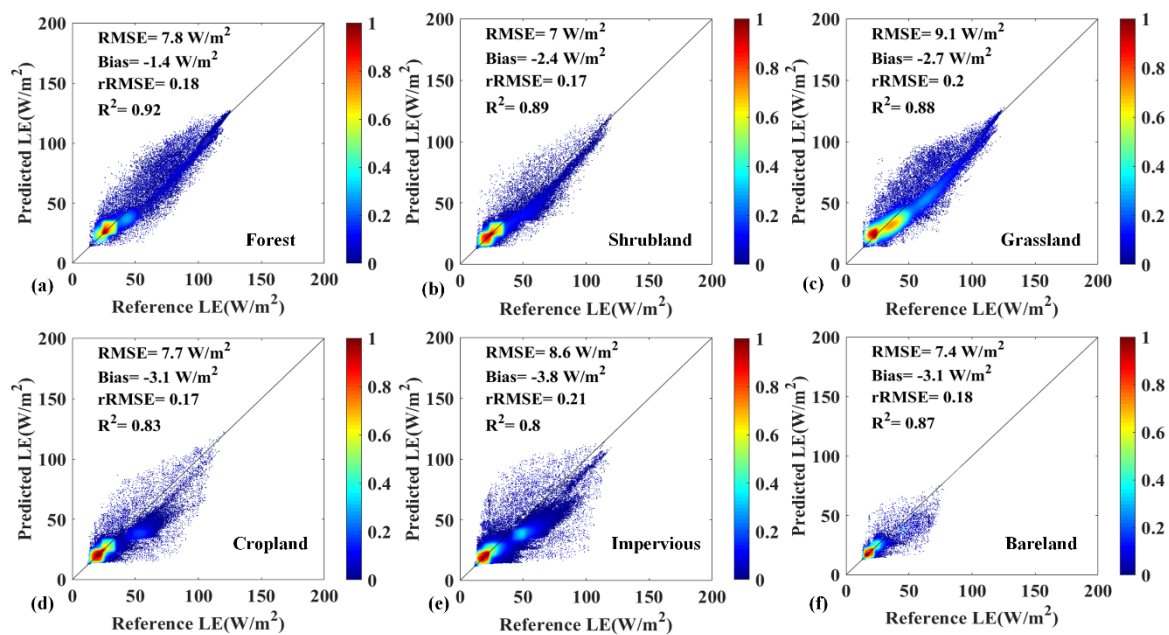 200
150
100
50
0
Predicted LE(W/m²)
RMSE= 7.8 W/m²
Bias= -1.4 W/m²
rRMSE= 0.18
R²= 0.92
Forest
(a)
0 50 100 150 200
Reference LE(W/m²)
1
0.8
0.6
0.4
0.2
0
200
150
100
50
0
Predicted LE(W/m²)
RMSE= 7 W/m²
Bias= -2.4 W/m²
rRMSE= 0.17
R²= 0.89
Shrubland
(b)
0 50 100 150 200
Reference LE(W/m²)
1
0.8
0.6
0.4
0.2
0
200
150
100
50
0
Predicted LE(W/m²)
RMSE= 9.1 W/m²
Bias= -2.7 W/m²
rRMSE= 0.2
R²= 0.88
Grassland
(c)
0 50 100 150 200
Reference LE(W/m²)
1
0.8
0.6
0.4
0.2
0
200
150
100
50
0
Predicted LE(W/m²)
RMSE= 7.7 W/m²
Bias= -3.1 W/m²
rRMSE= 0.17
R²= 0.83
Cropland
(d)
0 50 100 150 200
Reference LE(W/m²)
1
0.8
0.6
0.4
0.2
0
200
150
100
50
0
Predicted LE(W/m²)
RMSE= 8.6 W/m²
Bias= -3.8 W/m²
rRMSE= 0.21
R²= 0.8
Impervious
(e)
0 50 100 150 200
Reference LE(W/m²)
1
0.8
0.6
0.4
0.2
0
200
150
100
50
0
Predicted LE(W/m²)
RMSE= 7.4 W/m²
Bias= -3.1 W/m²
rRMSE= 0.18
R²= 0.87
Bareland
(f)
0 50 100 150 200
Reference LE(W/m²)
1
0.8
0.6
0.4
0.2
0